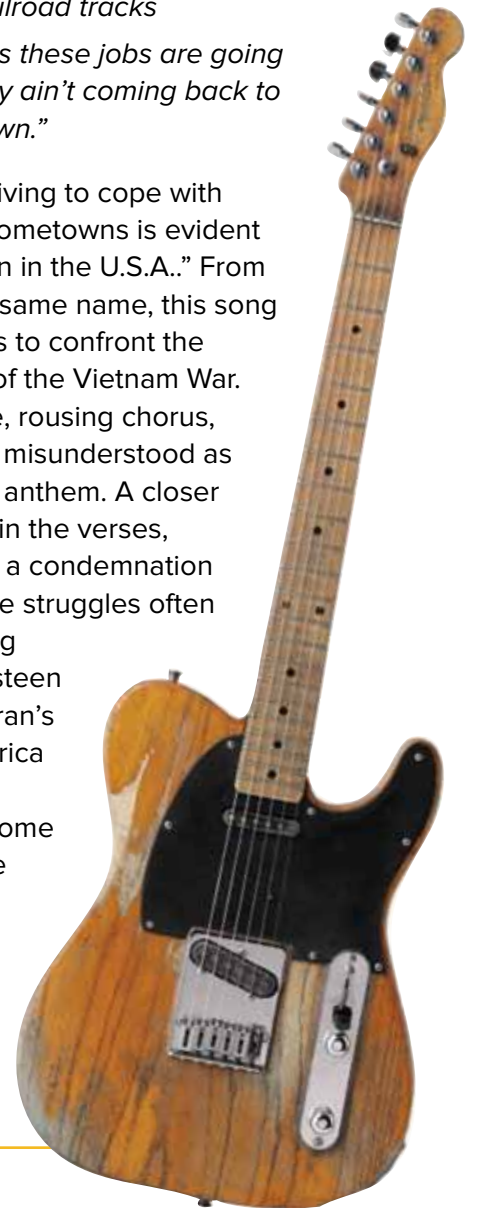 ilroad tracks
s these jobs are going
y ain’t coming back to
wn.”
iving to cope with
ometowns is evident
n in the U.S.A..” From
same name, this song
s to confront the
of the Vietnam War.
e, rousing chorus,
misunderstood as
anthem. A closer
in the verses,
a condemnation
e struggles often
g
steen
ran’s
rica
ome
e